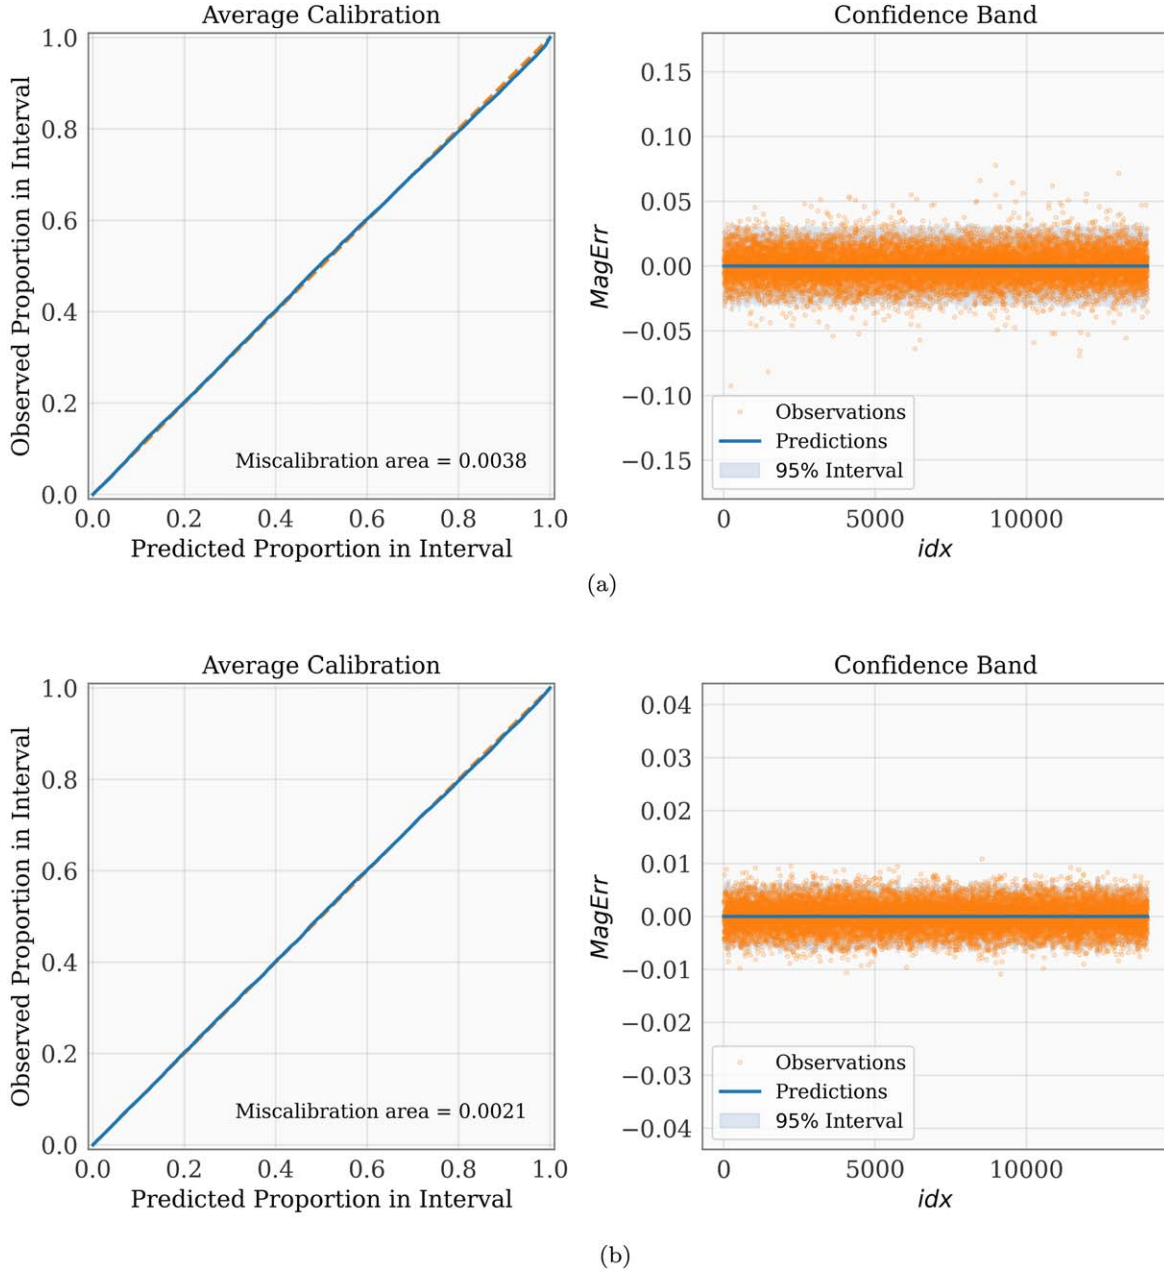 Average Calibration
Observed Proportion in Interval
1.0
0.8
0.6
0.4
0.2
0.0
Miscalibration area = 0.0038
0.0 0.2 0.4 0.6 0.8 1.0
Predicted Proportion in Interval
Confidence Band
MagErr
0.15
0.10
0.05
0.00
−0.05
−0.10
−0.15
Observations
Predictions
95% Interval
0 5000 10000
idx
(a)
Average Calibration
Observed Proportion in Interval
1.0
0.8
0.6
0.4
0.2
0.0
Miscalibration area = 0.0021
0.0 0.2 0.4 0.6 0.8 1.0
Predicted Proportion in Interval
Confidence Band
MagErr
0.04
0.03
0.02
0.01
0.00
−0.01
−0.02
−0.03
−0.04
Observations
Predictions
95% Interval
0 5000 10000
idx
(b)